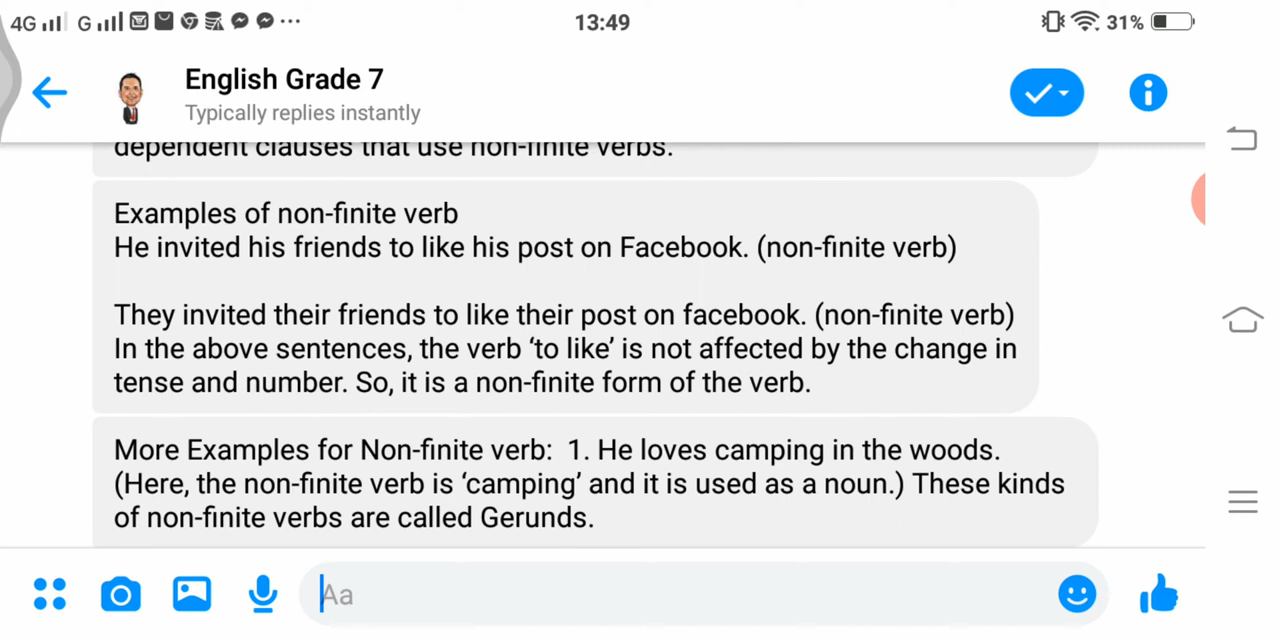 4G G 13:49 31%
English Grade 7
Typically replies instantly
dependent clauses that use non-finite verbs.
Examples of non-finite verb
He invited his friends to like his post on Facebook. (non-finite verb)
They invited their friends to like their post on facebook. (non-finite verb)
In the above sentences, the verb ‘to like’ is not affected by the change in
tense and number. So, it is a non-finite form of the verb.
More Examples for Non-finite verb:  1. He loves camping in the woods.
(Here, the non-finite verb is ‘camping’ and it is used as a noun.) These kinds
of non-finite verbs are called Gerunds.
Aa